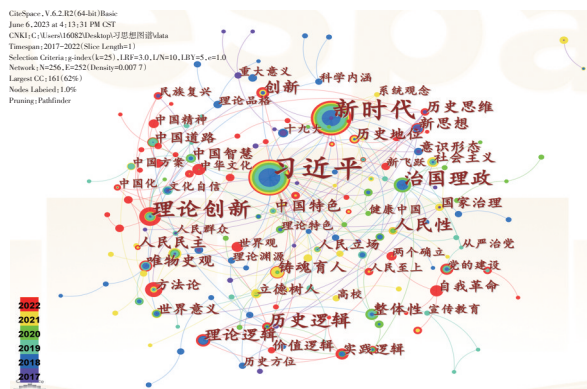 CiteSpace, V.6.2.R2(64-bit)Basic
June 6, 2023 at 4:13:31 PM CST
CNKI:C:\Users\16082\Desktop\习思想图谱\data
Timespan:2017-2022(Slice Length=1)
Selection Criteria:g-index(k=25), LRF=3.0, L/N=10, LBY=5, e=1.0
Network:N=256, E=252(Density=0.007 7)
Largest CC:161(62%)
Nodes Labeied:1.0%
Pruning:Pathfinder
重大意义
科学内涵
创新
系统观念
民族复兴
理论品格
新时代
历史思维
中国精神
十九大
新思想
中国道路
历史地位
中国智慧
意识形态
中国方案
中华文化
习近平
新飞跃
社会主义
中国化
文化自信
治国理政
理论创新
中国特色
健康中国
国家治理
人民群众
理论特色
人民性
人民民主
世界观
人民立场
两个确立
从严治党
唯物史观
理论渊源
铸魂育人
人民至上
党的建设
方法论
立德树人
高校
自我革命
世界意义
整体性
宣传教育
历史逻辑
理论逻辑
价值逻辑
实践逻辑
历史方位
2022
2021
2020
2019
2018
2017